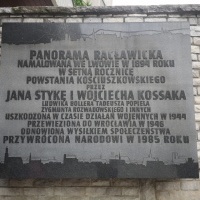 PANORAMA RACŁAWICKA
NAMALOWANA WE LWOWIE W 1894 ROKU
W SETNĄ ROCZNICĘ
POWSTANIA KOŚCIUSZKOWSKIEGO
PRZEZ
JANA STYKĘ I WOJCIECHA KOSSAKA
LUDWIKA BOLLERA TADEUSZA POPIELA
ZYGMUNTA ROZWADOWSKIEGO I INNYCH
USZKODZONA W CZASIE DZIAŁAŃ WOJENNYCH W 1944
PRZEWIEZIONA DO WROCŁAWIA W 1946
ODNOWIONA WYSIŁKIEM SPOŁECZEŃSTWA
PRZYWRÓCONA NARODOWI W 1985 ROKU